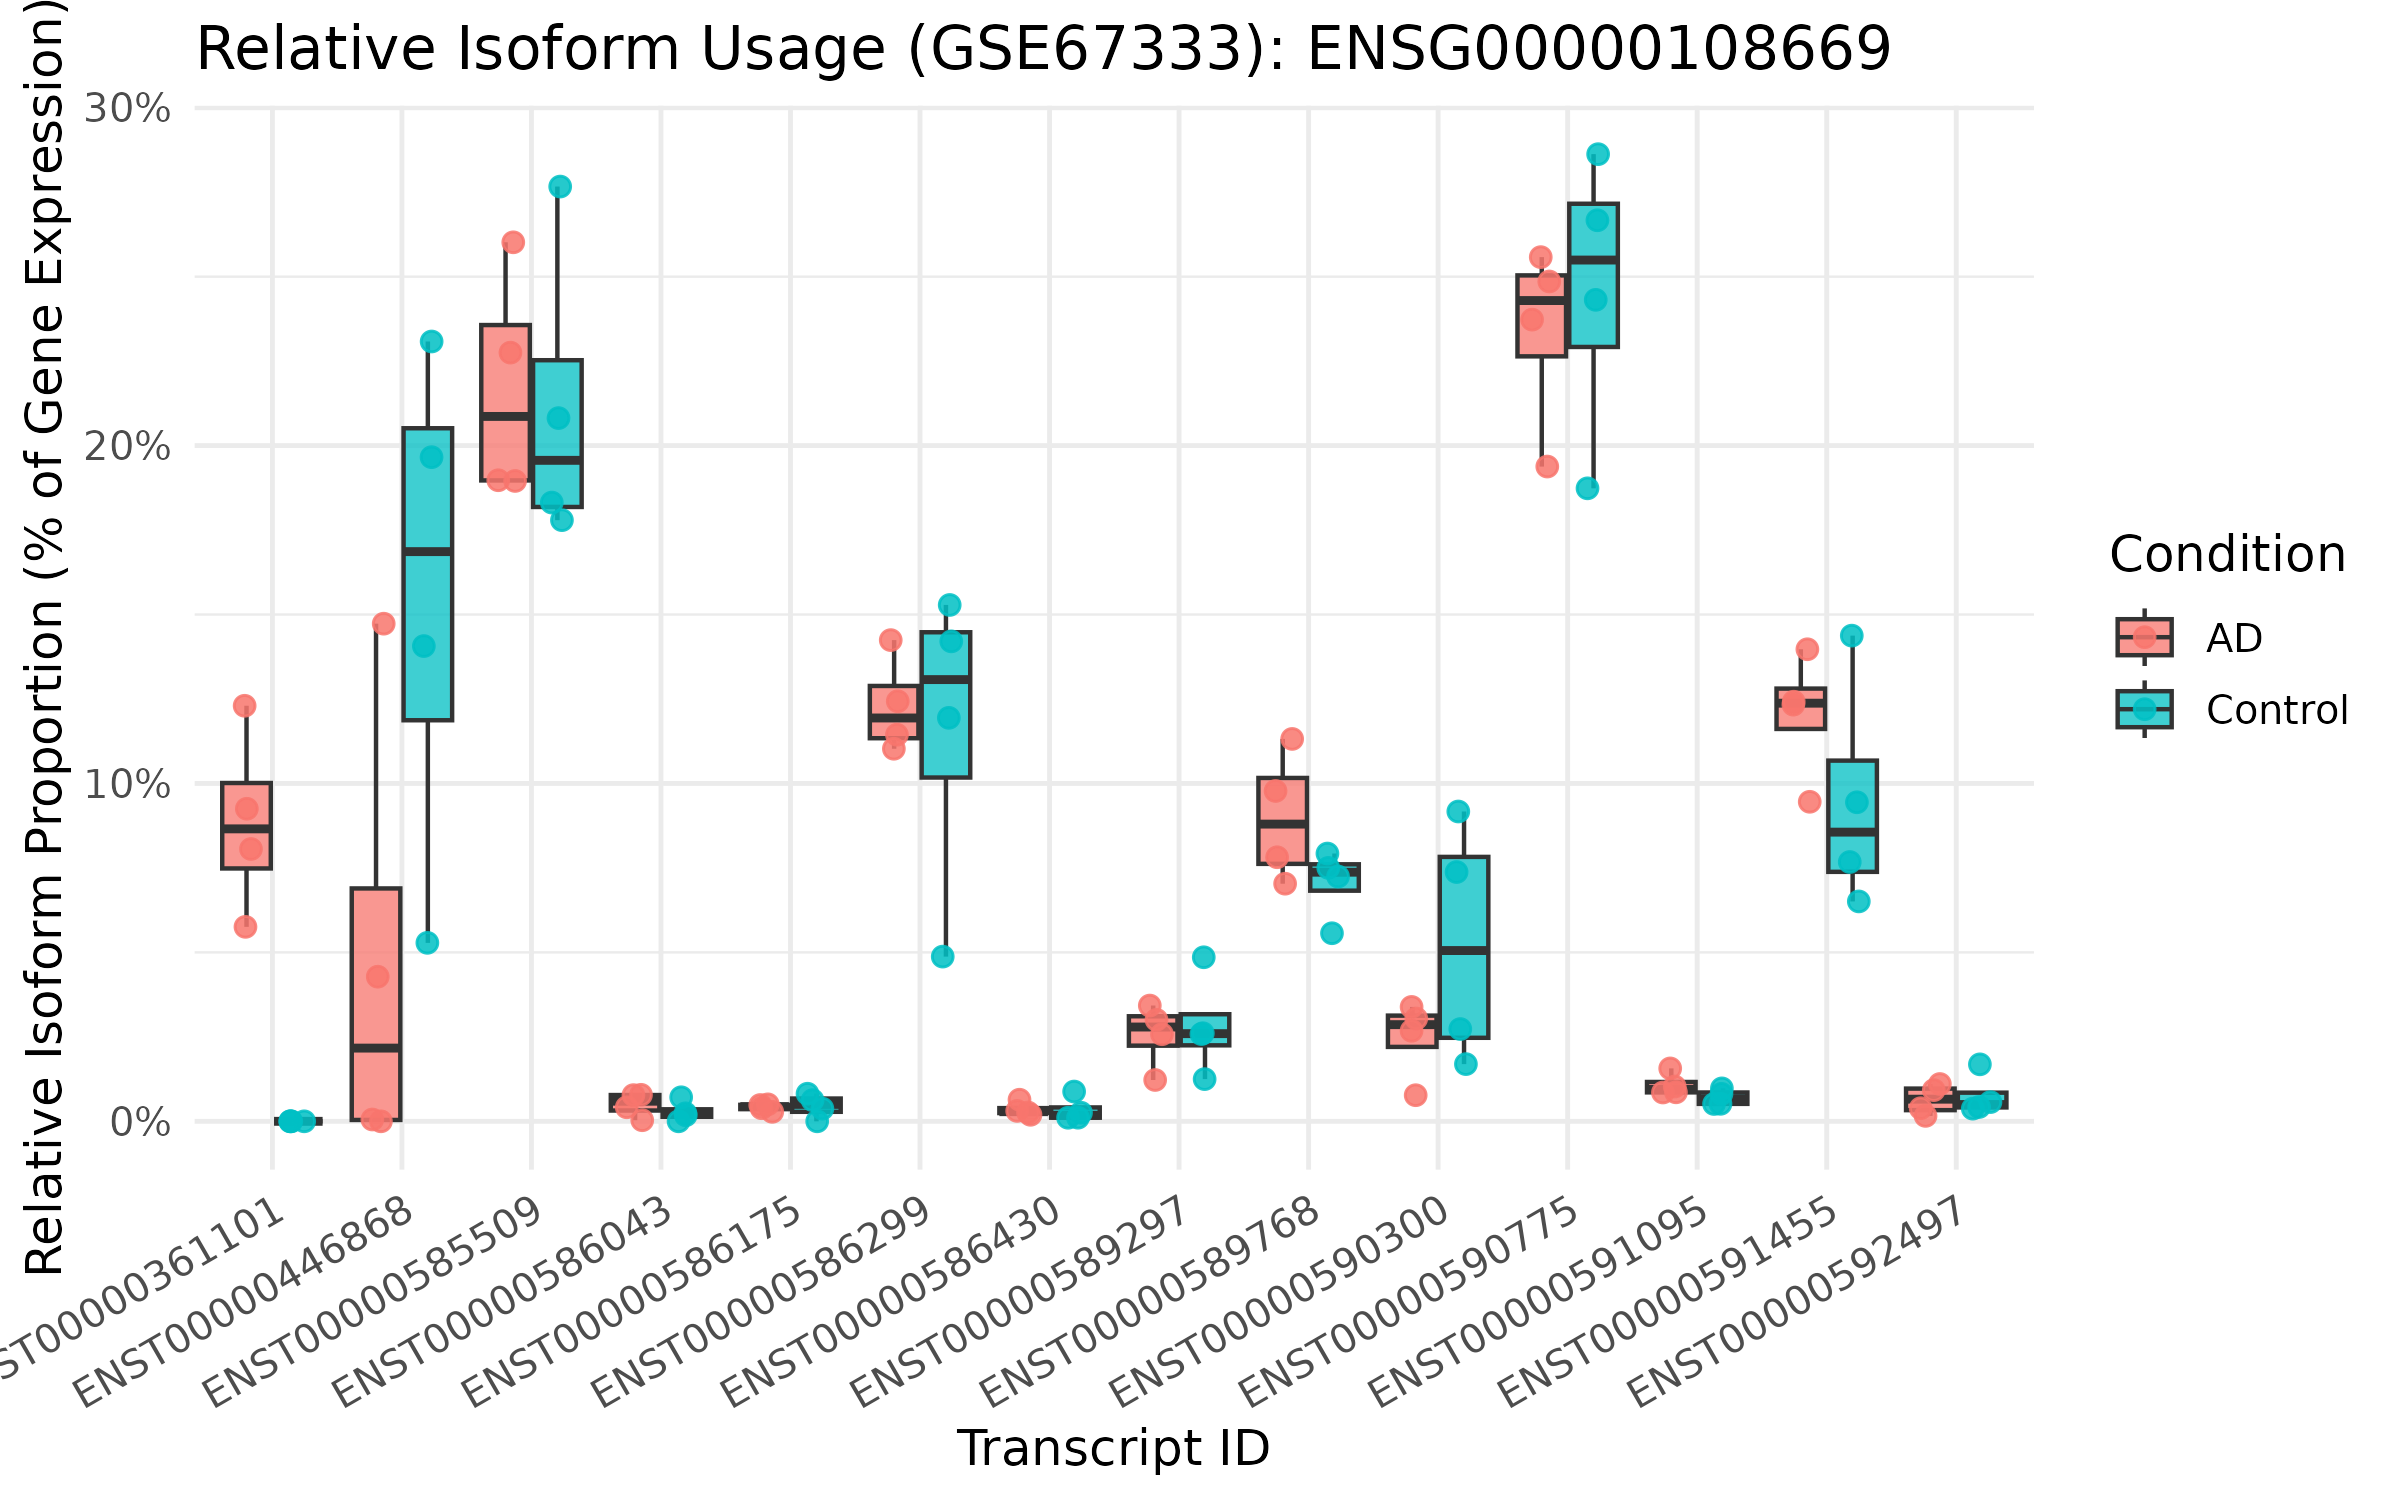 Relative Isoform Usage (GSE67333): ENSG00000108669
Relative Isoform Proportion (% of Gene Expression)
30%
20%
10%
0%
ST00000361101
ENST00000446868
ENST00000585509
ENST00000586043
ENST00000586175
ENST00000586299
ENST00000586430
ENST00000589297
ENST00000589768
ENST00000590300
ENST00000590775
ENST00000591095
ENST00000591455
ENST00000592497
Transcript ID
Condition
AD
Control